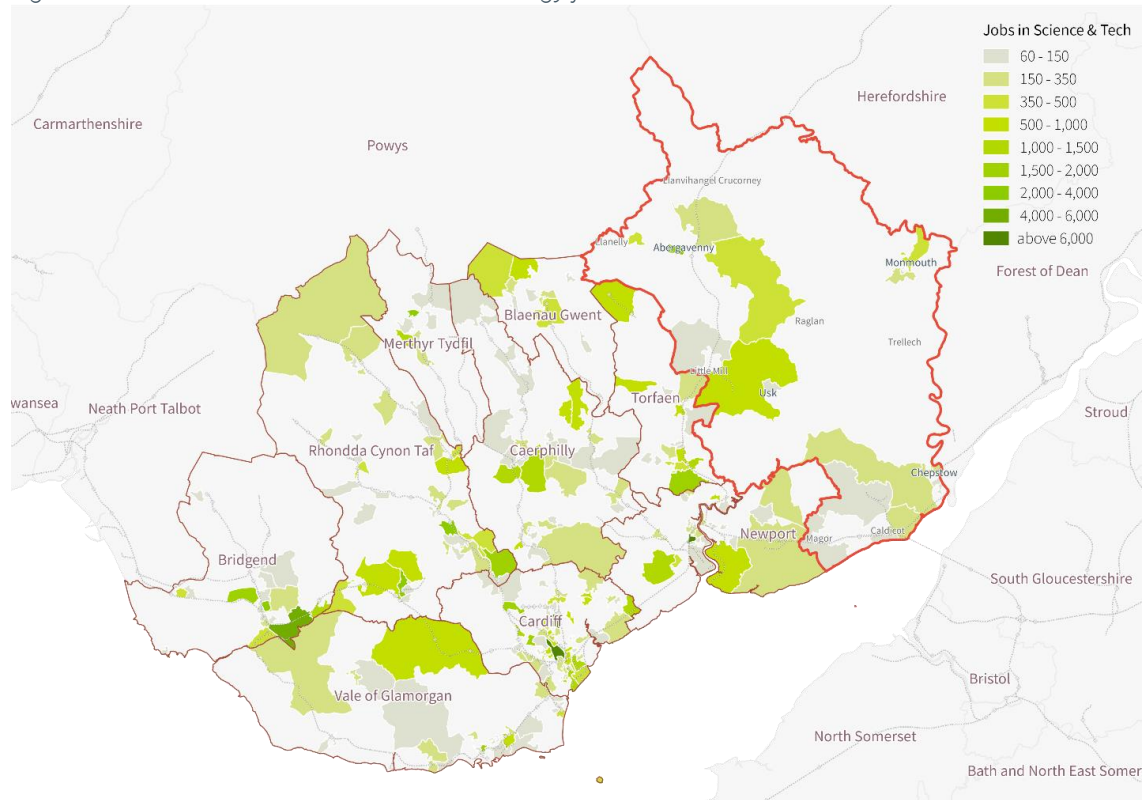 Jobs in Science & Tech
60 - 150
150 - 350
350 - 500
500 - 1,000
1,000 - 1,500
1,500 - 2,000
2,000 - 4,000
4,000 - 6,000
above 6,000
Herefordshire
Carmarthenshire
Powys
Llanvihangel Crucorney
Llanelly
Abergavenny
Monmouth
Forest of Dean
Blaenau Gwent
Raglan
Merthyr Tydfil
Trellech
Little Mill
Usk
Torfaen
wansea
Neath Port Talbot
Stroud
Rhondda Cynon Taf
Caerphilly
Chepstow
Caldicot
Newport
Magor
Bridgend
South Gloucestershire
Cardiff
Bristol
Vale of Glamorgan
North Somerset
Bath and North East Somer